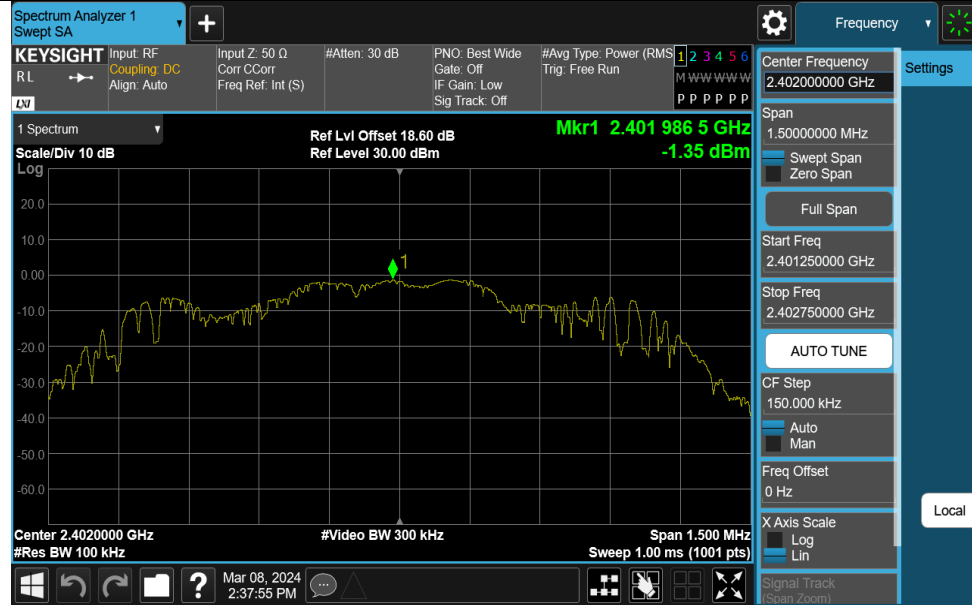 Spectrum Analyzer 1
Swept SA
+
Frequency
KEYSIGHT
RL
LXI
Input: RF
Coupling: DC
Align: Auto
Input Z: 50 Ω
Corr CCorr
Freq Ref: Int (S)
#Atten: 30 dB
PNO: Best Wide
Gate: Off
IF Gain: Low
Sig Track: Off
#Avg Type: Power (RMS
Trig: Free Run
1 2 3 4 5 6
M W W W W W
P P P P P P
1 Spectrum
Scale/Div 10 dB
Log
Ref Lvl Offset 18.60 dB
Ref Level 30.00 dBm
Mkr1 2.401 986 5 GHz
-1.35 dBm
20.0
10.0
0.00
-10.0
-20.0
-30.0
-40.0
-50.0
-60.0
1
Center 2.4020000 GHz
#Video BW 300 kHz
Span 1.500 MHz
#Res BW 100 kHz
Sweep 1.00 ms (1001 pts)
?
Mar 08, 2024
2:37:55 PM
Center Frequency
2.402000000 GHz
Settings
Span
1.50000000 MHz
Swept Span
Zero Span
Full Span
Start Freq
2.401250000 GHz
Stop Freq
2.402750000 GHz
AUTO TUNE
CF Step
150.000 kHz
Auto
Man
Freq Offset
0 Hz
Local
X Axis Scale
Log
Lin
Signal Track
(Span Zoom)